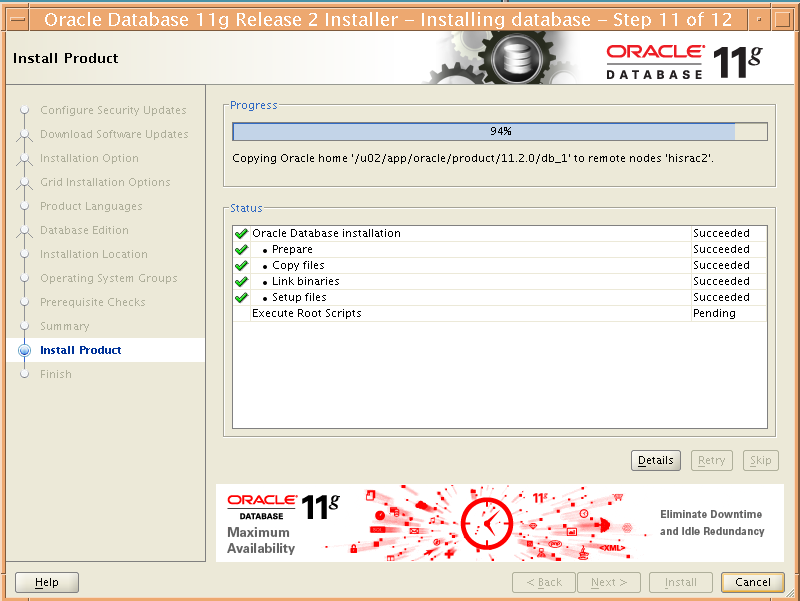 Oracle Database 11g Release 2 Installer – Installing database – Step 11 of 12
Install Product
ORACLE
DATABASE 11g
Configure Security Updates
Download Software Updates
Installation Option
Grid Installation Options
Product Languages
Database Edition
Installation Location
Operating System Groups
Prerequisite Checks
Summary
Install Product
Finish
Progress
94%
Copying Oracle home '/u02/app/oracle/product/11.2.0/db_1' to remote nodes 'hisrac2'.
Status
Oracle Database installation Succeeded
• Prepare Succeeded
• Copy files Succeeded
• Link binaries Succeeded
• Setup files Succeeded
Execute Root Scripts Pending
Details Retry Skip
ORACLE
DATABASE 11g
Maximum
Availability
11g
<XML>
Eliminate Downtime
and Idle Redundancy
Help < Back Next > Install Cancel